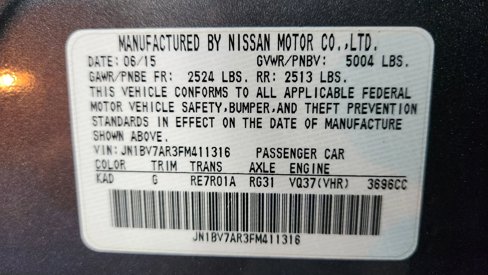 MANUFACTURED BY NISSAN MOTOR CO.,LTD.
DATE: 06/15 GVWR/PNBV: 5004 LBS.
GAWR/PNBE FR: 2524 LBS. RR: 2513 LBS.
THIS VEHICLE CONFORMS TO ALL APPLICABLE FEDERAL
MOTOR VEHICLE SAFETY,BUMPER,AND THEFT PREVENTION
STANDARDS IN EFFECT ON THE DATE OF MANUFACTURE
SHOWN ABOVE.
VIN: JN1BV7AR3FM411316 PASSENGER CAR
COLOR TRIM TRANS AXLE ENGINE
KAD G RE7R01A RG31 VQ37(VHR) 3696CC
JN1BV7AR3FM411316